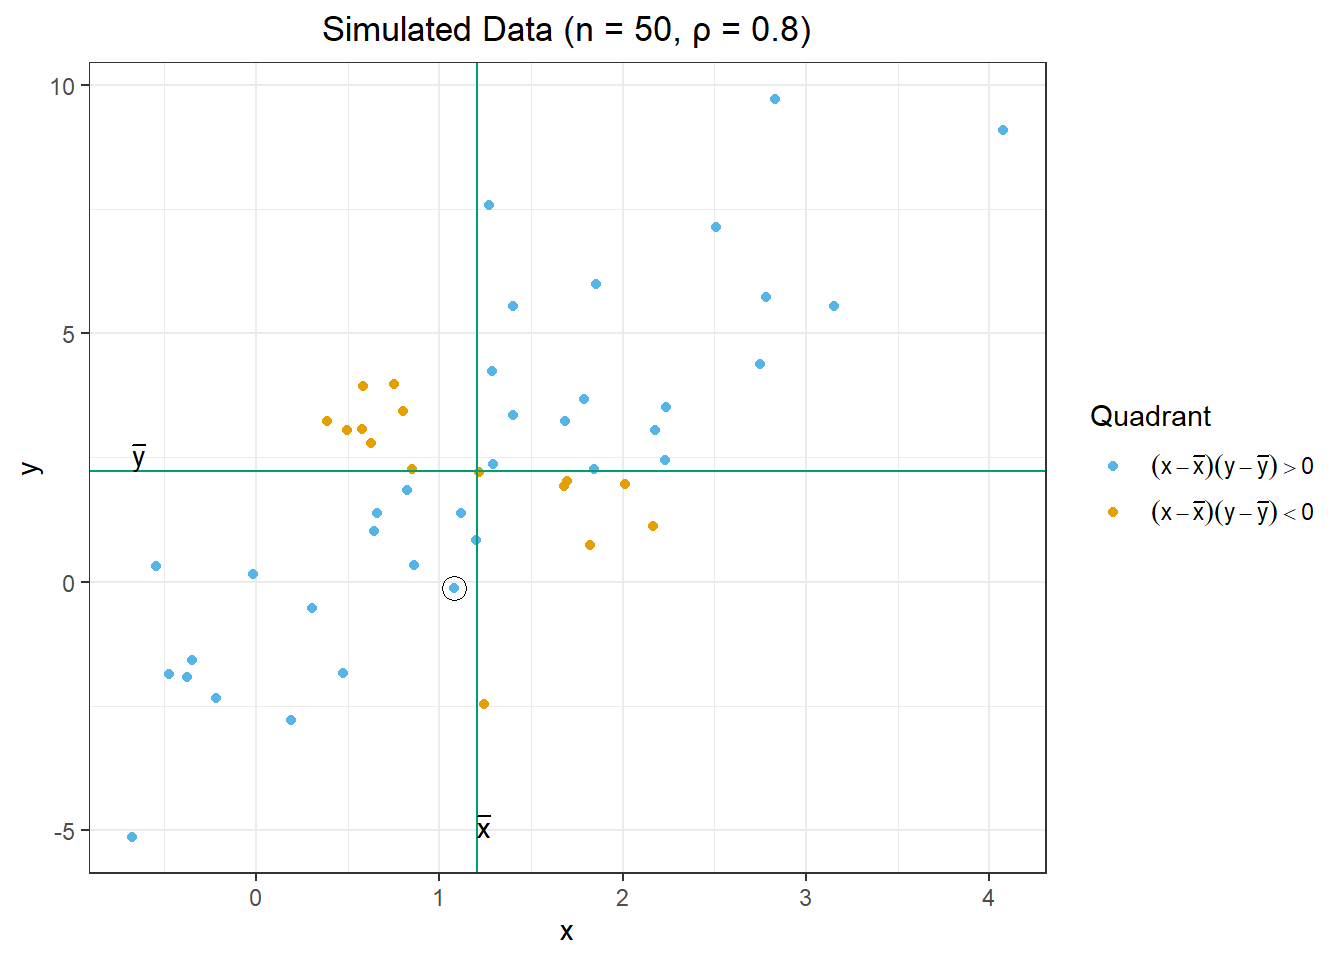 Simulated Data (n = 50, ρ = 0.8)
10
5
0
-5
y
y̅
x̅
0 1 2 3 4
x
Quadrant
(x − x̅)(y − y̅) > 0
(x − x̅)(y − y̅) < 0